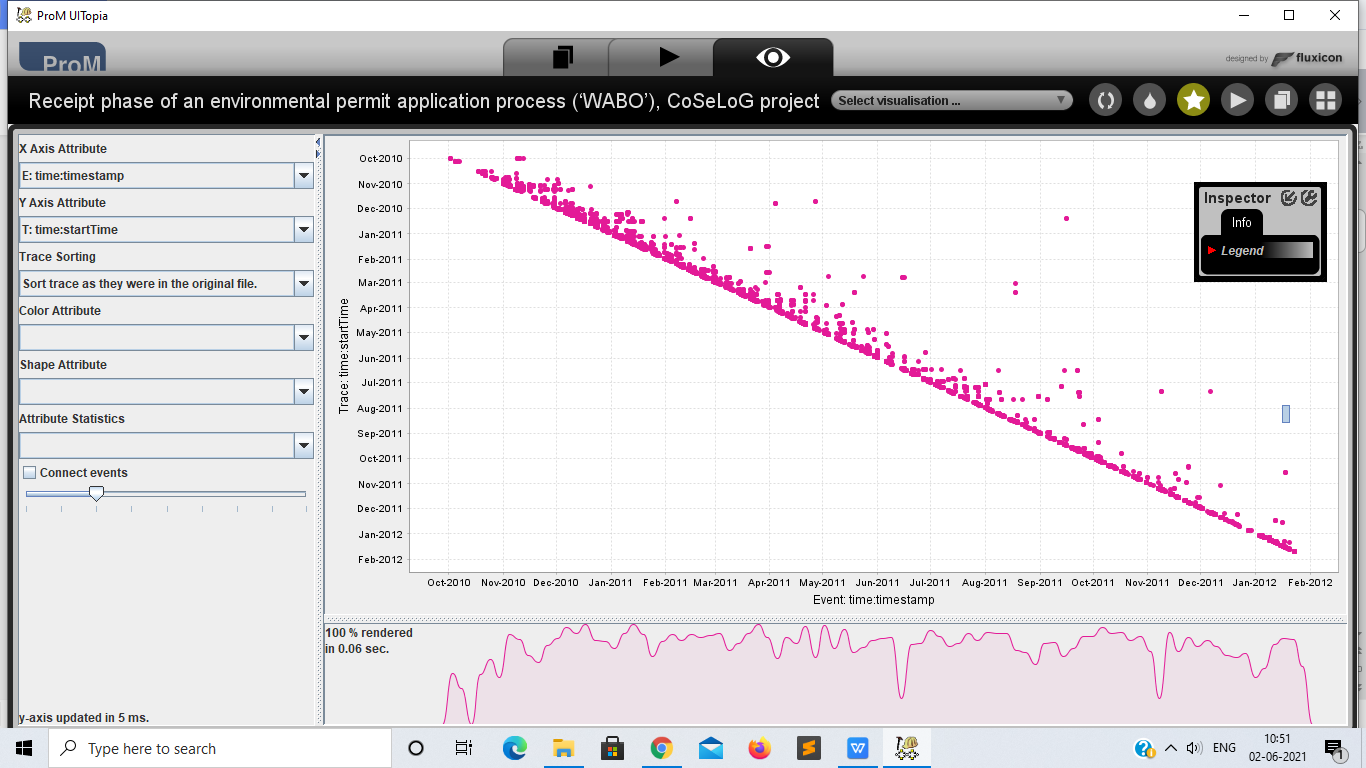 ProM UITopia
ProM
designed by fluxicon
Receipt phase of an environmental permit application process (‘WABO’), CoSeLoG project
Select visualisation ...
X Axis Attribute
E: time:timestamp
Y Axis Attribute
T: time:startTime
Trace Sorting
Sort trace as they were in the original file.
Color Attribute
Shape Attribute
Attribute Statistics
Connect events
y-axis updated in 5 ms.
Trace: time:startTime
Oct-2010
Nov-2010
Dec-2010
Jan-2011
Feb-2011
Mar-2011
Apr-2011
May-2011
Jun-2011
Jul-2011
Aug-2011
Sep-2011
Oct-2011
Nov-2011
Dec-2011
Jan-2012
Feb-2012
Oct-2010 Nov-2010 Dec-2010 Jan-2011 Feb-2011 Mar-2011 Apr-2011 May-2011 Jun-2011 Jul-2011 Aug-2011 Sep-2011 Oct-2011 Nov-2011 Dec-2011 Jan-2012 Feb-2012
Event: time:timestamp
Inspector
Info
Legend
100 % rendered
in 0.06 sec.
Type here to search
ENG
10:51
02-06-2021
1